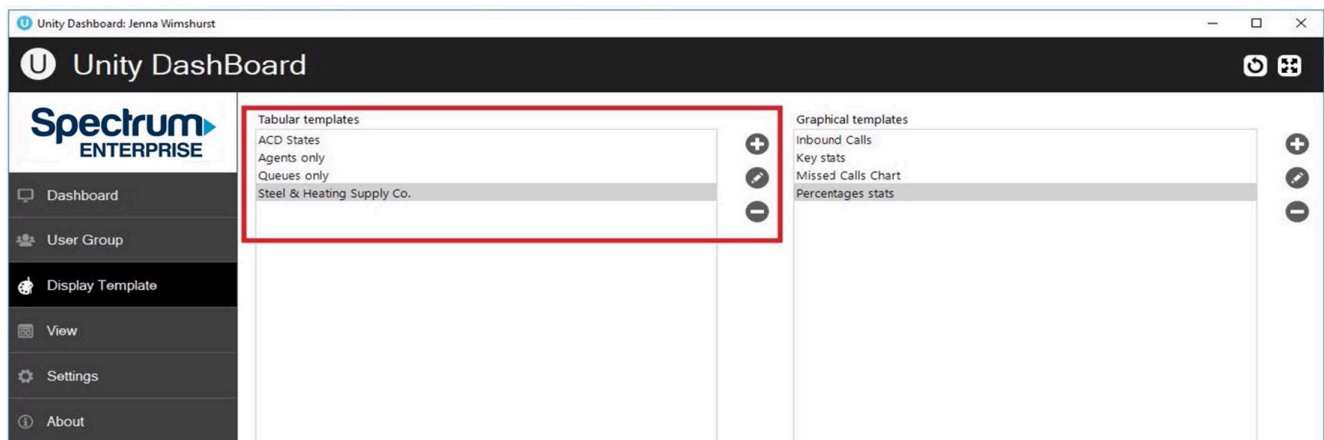 Unity Dashboard: Jenna Wimshurst
U Unity DashBoard
Spectrum
ENTERPRISE
Dashboard
User Group
Display Template
View
Settings
About
Tabular templates
ACD States
Agents only
Queues only
Steel & Heating Supply Co.
Graphical templates
Inbound Calls
Key stats
Missed Calls Chart
Percentages stats